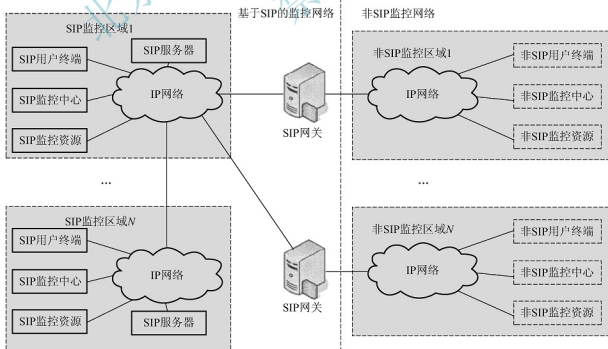 基于SIP的监控网络
非SIP监控网络
SIP监控区域1
SIP用户终端
SIP服务器
SIP监控中心
IP网络
SIP监控资源
SIP网关
非SIP监控区域1
非SIP用户终端
IP网络
非SIP监控中心
非SIP监控资源
...
...
SIP监控区域N
SIP用户终端
SIP监控中心
IP网络
SIP监控资源
SIP服务器
SIP网关
非SIP监控区域N
非SIP用户终端
IP网络
非SIP监控中心
非SIP监控资源